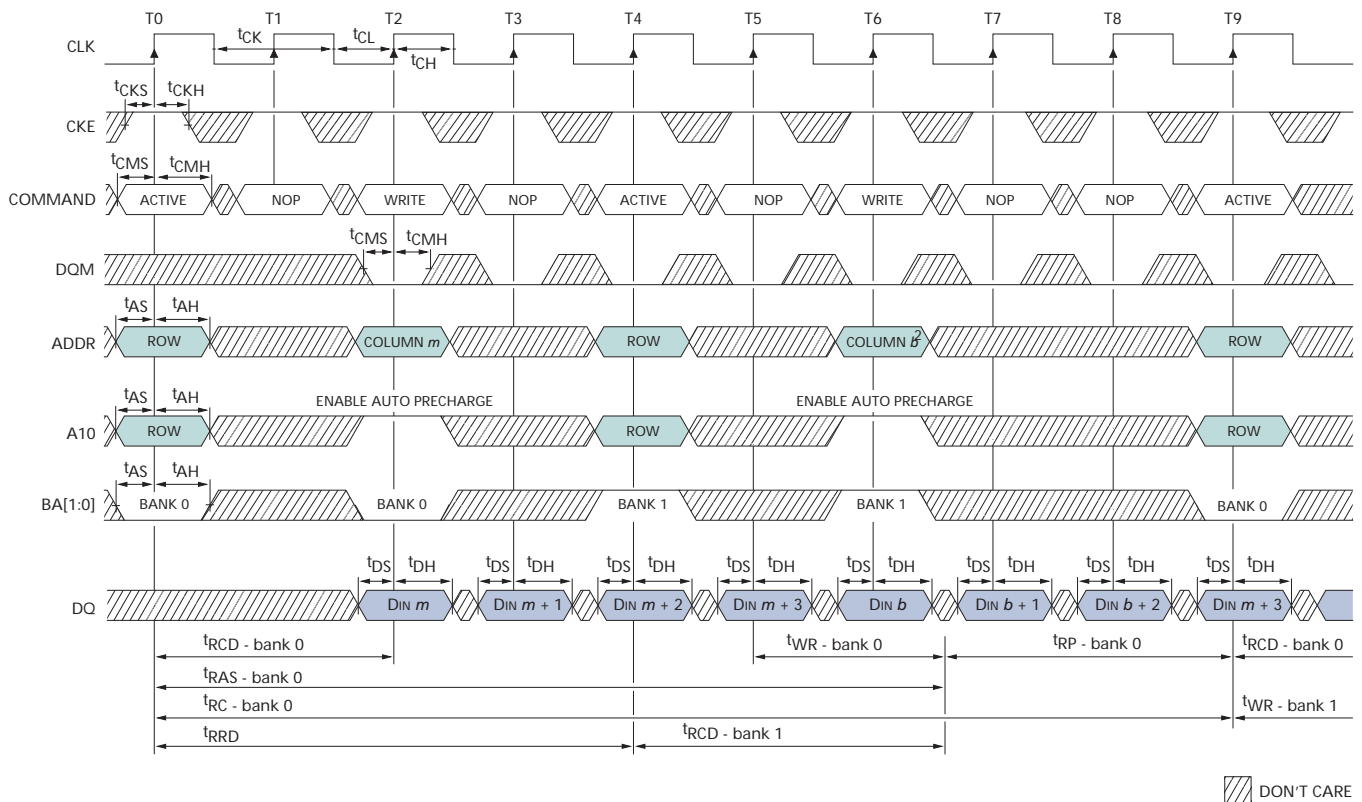 T0 T1 T2 T3 T4 T5 T6 T7 T8 T9
CLK tCK tCL tCH
tCKS tCKH
CKE
tCMS tCMH
COMMAND ACTIVE NOP WRITE NOP ACTIVE NOP WRITE NOP NOP ACTIVE
tCMS tCMH
DQM
tAS tAH
ADDR ROW COLUMN m ROW COLUMN b2 ROW
tAS tAH ENABLE AUTO PRECHARGE ENABLE AUTO PRECHARGE
A10 ROW ROW ROW
tAS tAH
BA[1:0] BANK 0 BANK 0 BANK 1 BANK 1 BANK 0
tDS tDH tDS tDH tDS tDH tDS tDH tDS tDH tDS tDH tDS tDH tDS tDH
DQ DIN m DIN m + 1 DIN m + 2 DIN m + 3 DIN b DIN b + 1 DIN b + 2 DIN m + 3
tRCD - bank 0 tWR - bank 0 tRP - bank 0 tRCD - bank 0
tRAS - bank 0
tRC - bank 0 tWR - bank 1
tRRD tRCD - bank 1
DON'T CARE